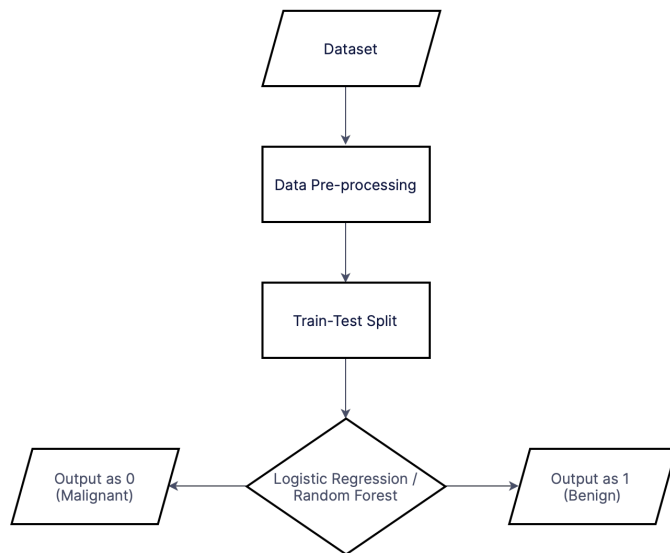 Dataset
Data Pre-processing
Train-Test Split
Logistic Regression /
Random Forest
Output as 0
(Malignant)
Output as 1
(Benign)